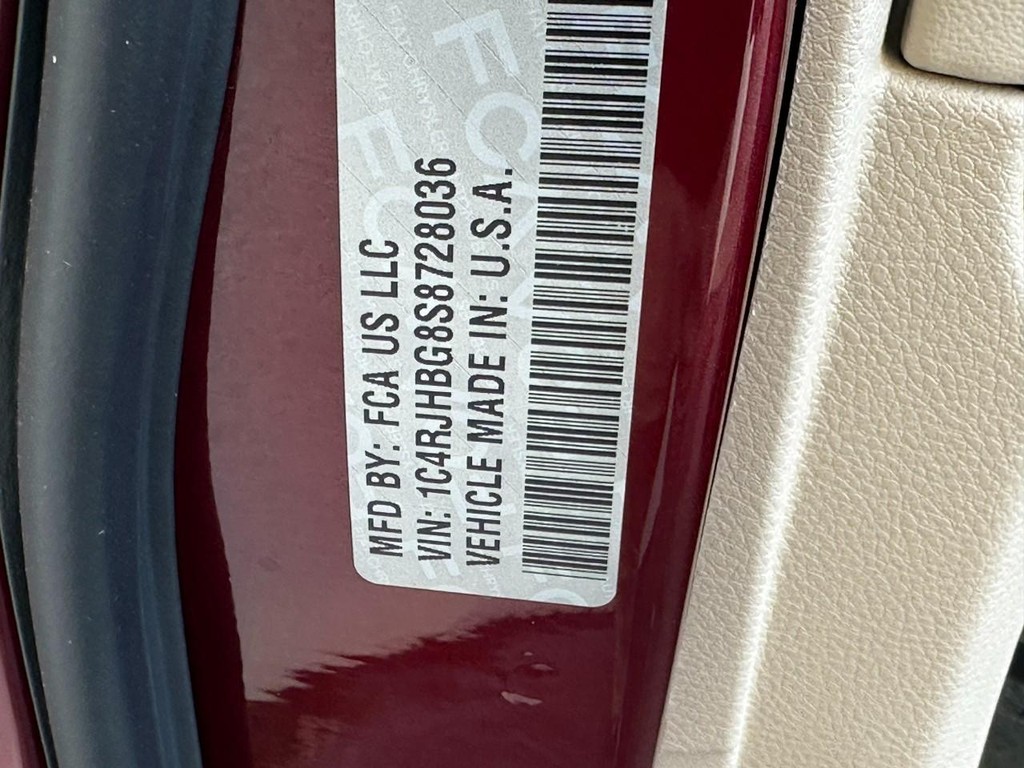 MFD BY: FCA US LLC
VIN: 1C4RJHBG8S8728036
VEHICLE MADE IN: U.S.A.